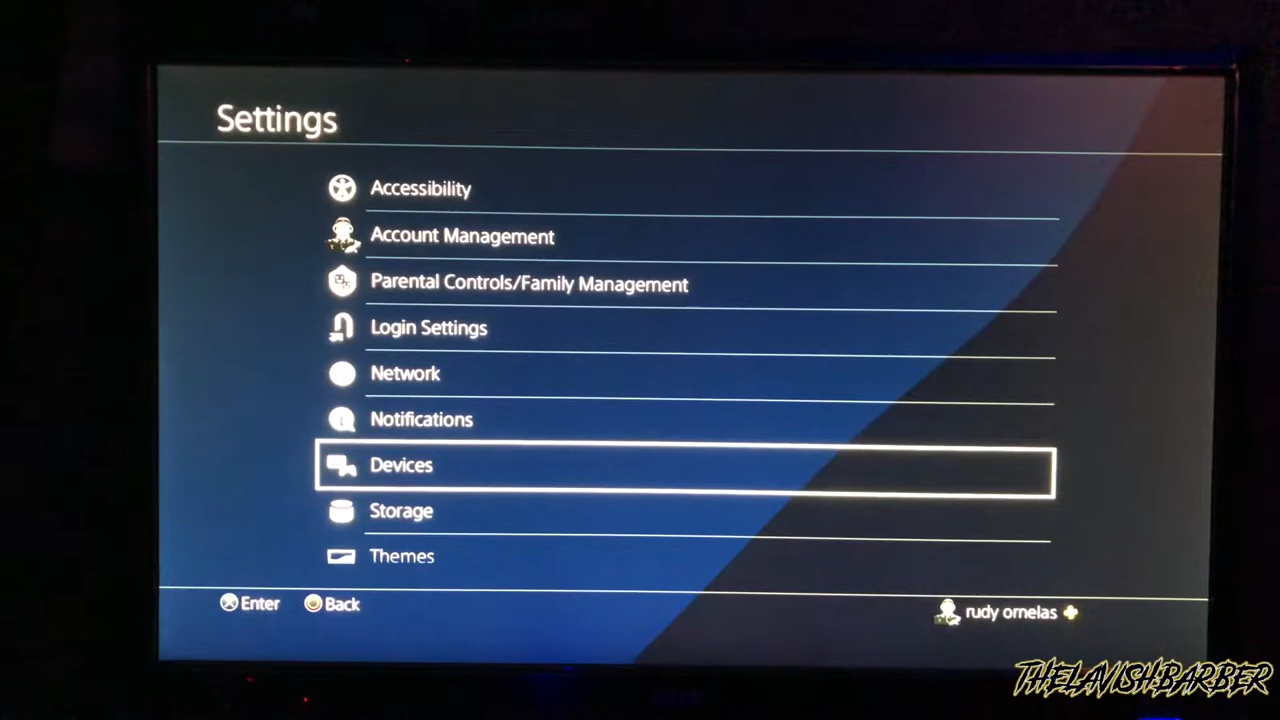 Settings
Accessibility
Account Management
Parental Controls/Family Management
Login Settings
Network
Notifications
Devices
Storage
Themes
Enter Back
rudy ornelas
THELAVISHBARBER